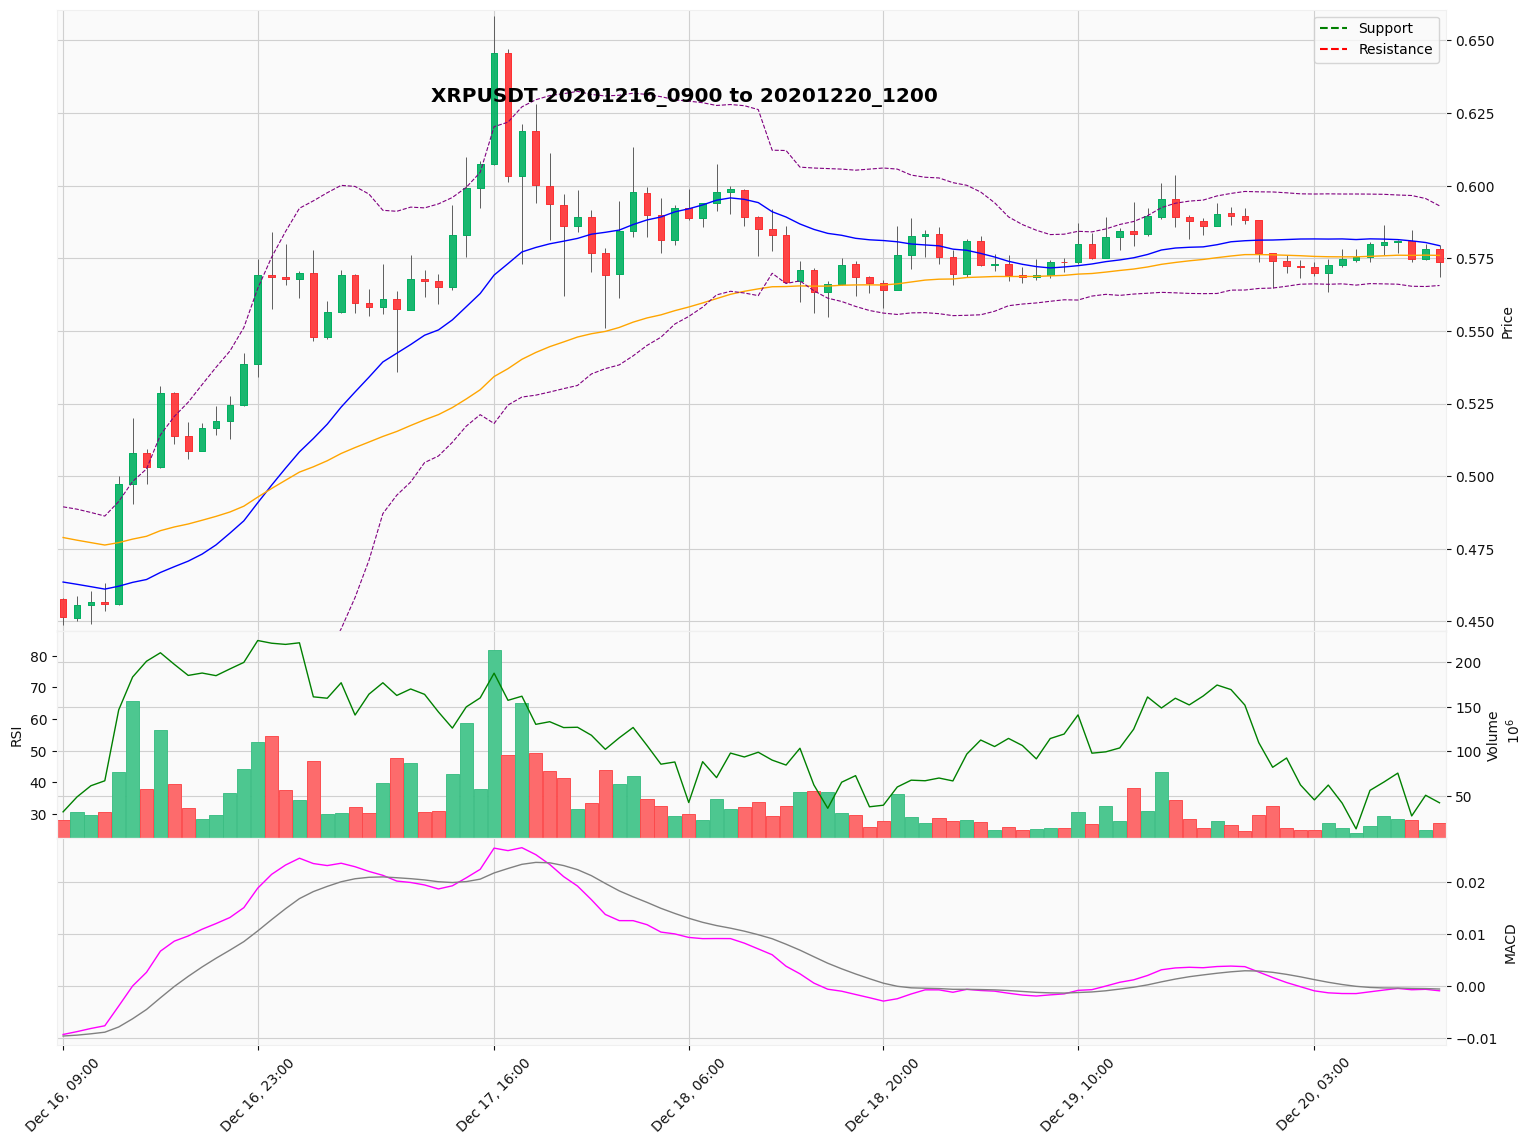 XRPUSDT 20201216_0900 to 20201220_1200
Support
Resistance
0.650
0.625
0.600
0.575
0.550
0.525
0.500
0.475
0.450
Price
80
70
60
50
40
30
RSI
200
150
100
50
Volume
10^6
0.02
0.01
0.00
−0.01
MACD
Dec 16, 09:00
Dec 16, 23:00
Dec 17, 16:00
Dec 18, 06:00
Dec 18, 20:00
Dec 19, 10:00
Dec 20, 03:00